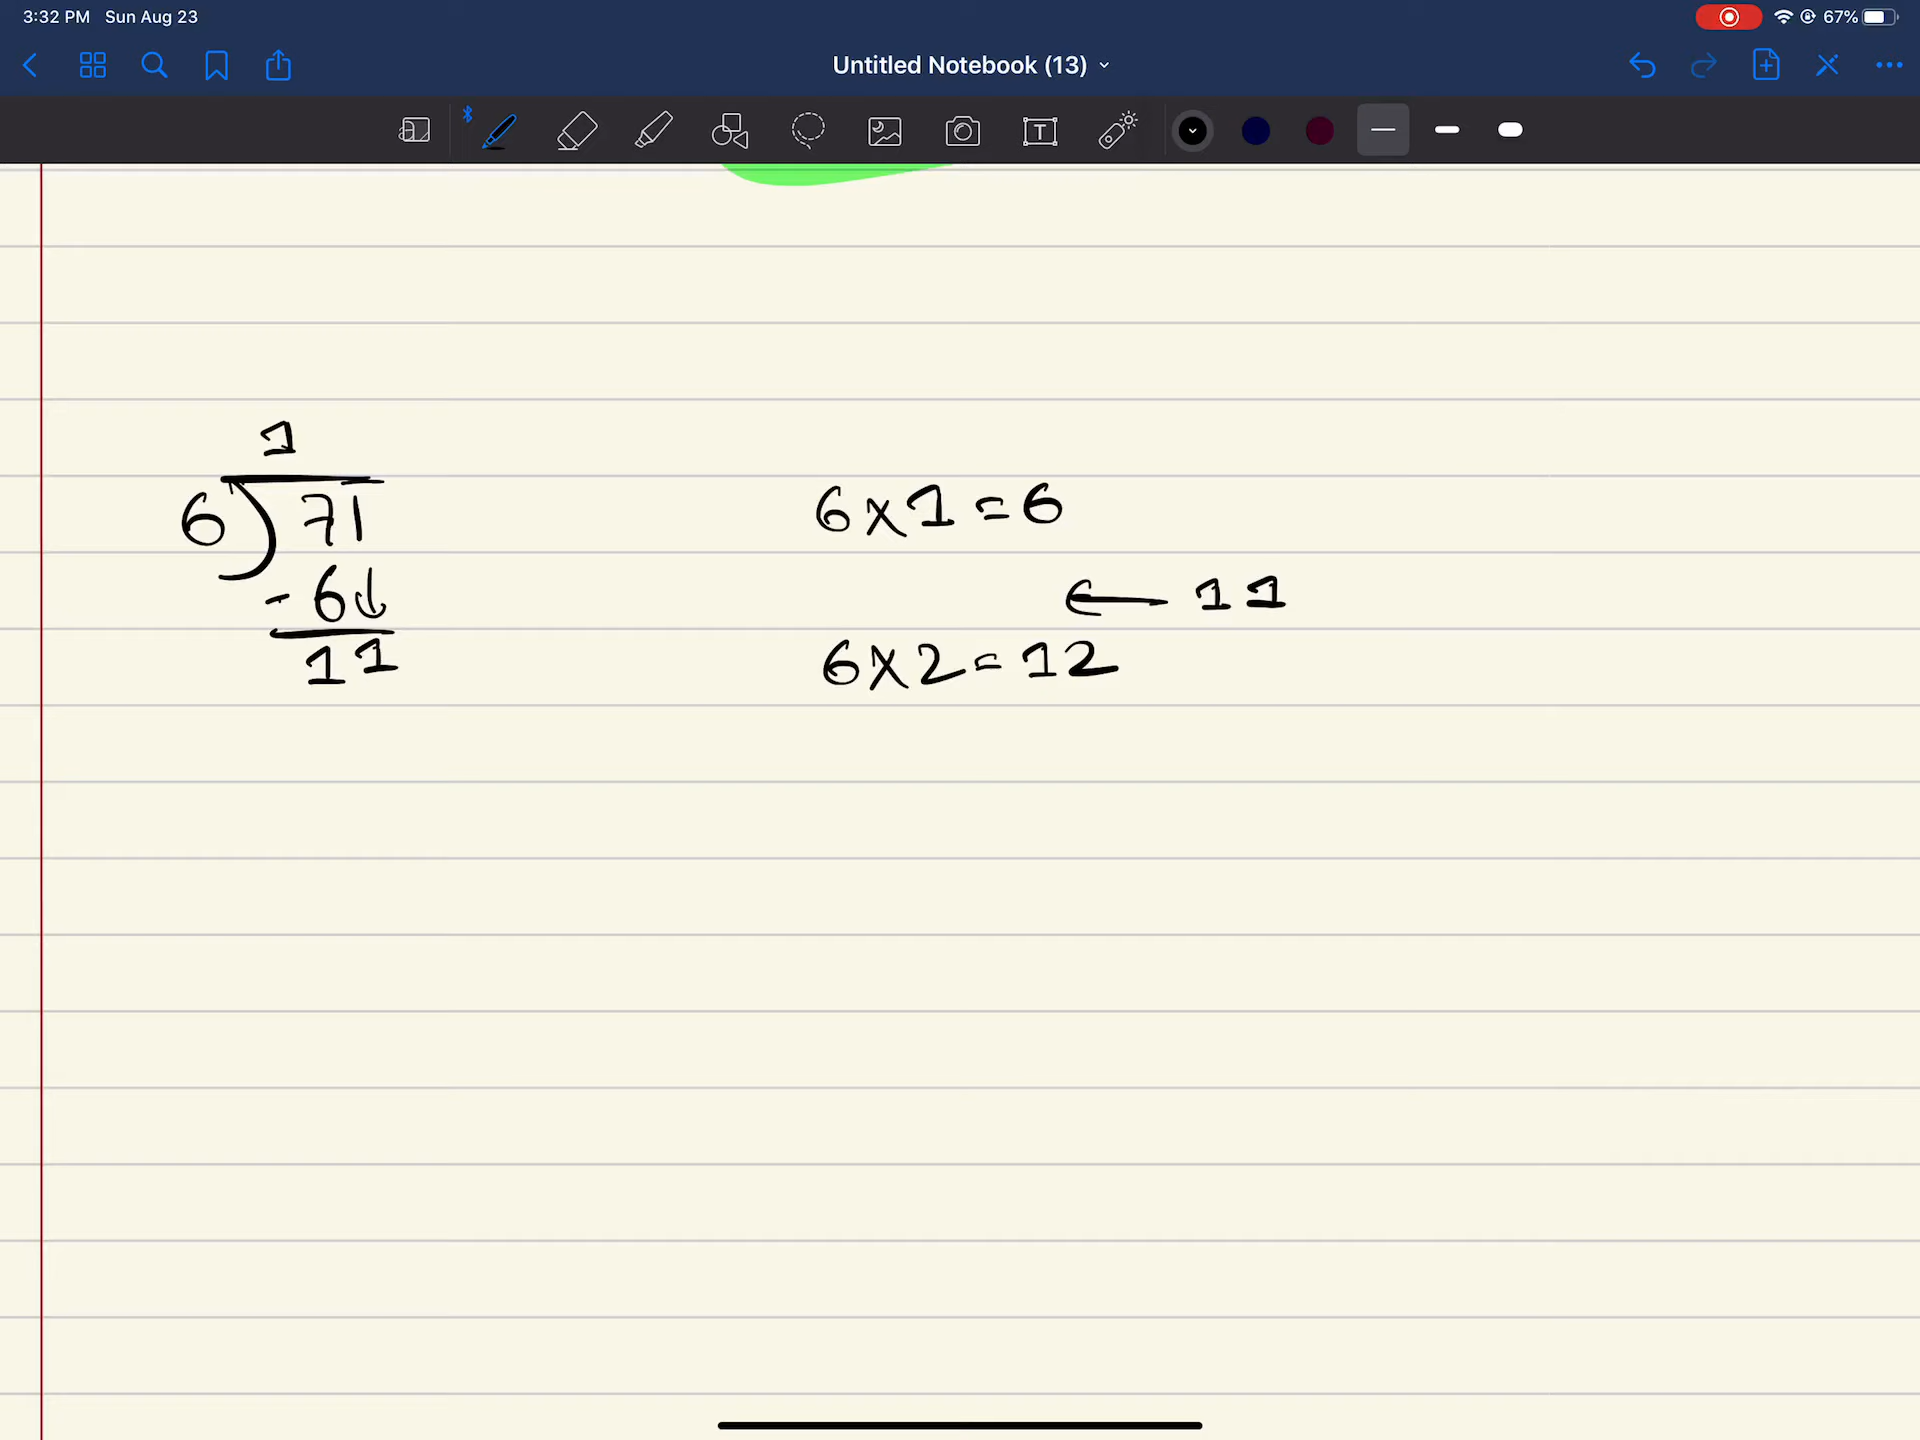 3:32 PM Sun Aug 23
67%
Untitled Notebook (13)
1
6)71
-6↓
11
6x1=6
← 11
6x2=12